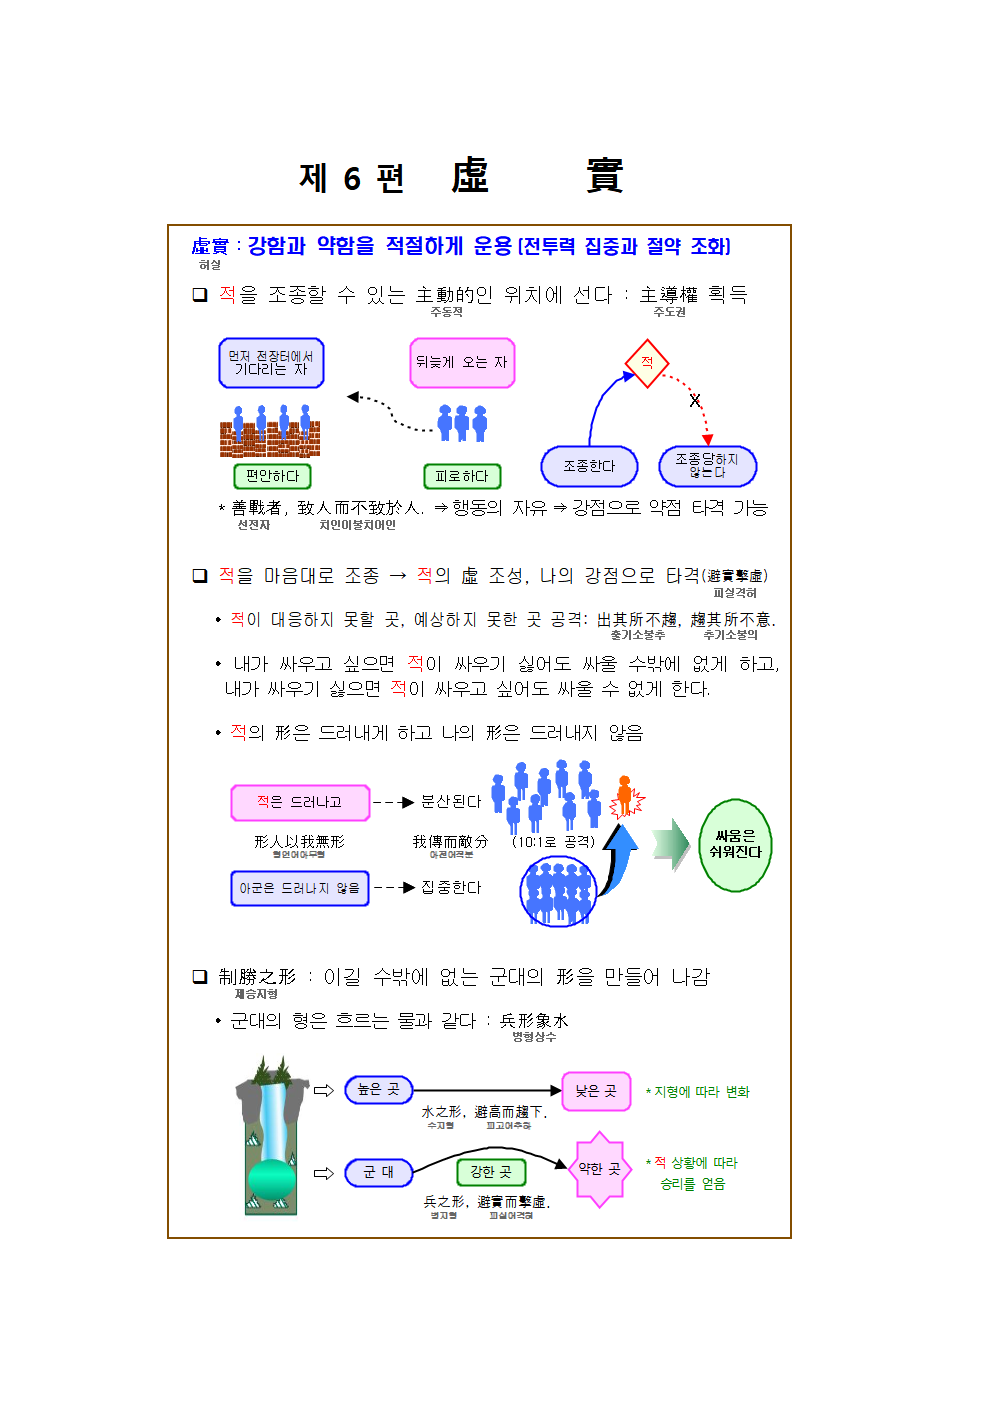 제 6 편 虛 實
虛實 : 강함과 약함을 적절하게 운용 (전투력 집중과 절약 조화)
허실
❑ 적을 조종할 수 있는 主動的인 위치에 선다 : 主導權 획득
주동적 주도권
먼저 전장터에서
기다리는 자
뒤늦게 오는 자
적
X
편안하다
피로하다
조종한다
조종당하지
않는다
* 善戰者, 致人而不致於人. ⇒ 행동의 자유 ⇒ 강점으로 약점 타격 가능
선전자 치인이불치어인
❑ 적을 마음대로 조종 → 적의 虛 조성, 나의 강점으로 타격(避實擊虛)
피실격허
• 적이 대응하지 못할 곳, 예상하지 못한 곳 공격: 出其所不趨, 趨其所不意.
출기소불추 추기소불의
• 내가 싸우고 싶으면 적이 싸우기 싫어도 싸울 수밖에 없게 하고,
내가 싸우기 싫으면 적이 싸우고 싶어도 싸울 수 없게 한다.
• 적의 形은 드러내게 하고 나의 形은 드러내지 않음
적은 드러나고
분산된다
形人以我無形
형인이아무형
我傳而敵分
아전이적분
(10:1로 공격)
아군은 드러나지 않음
집중한다
싸움은
쉬워진다
❑ 制勝之形 : 이길 수밖에 없는 군대의 形을 만들어 나감
제승지형
• 군대의 형은 흐르는 물과 같다 : 兵形象水
병형상수
⇨ 높은 곳
낮은 곳
* 지형에 따라 변화
水之形, 避高而趨下.
수지형 피고이추하
⇨ 군 대
강한 곳
약한 곳
* 적 상황에 따라
승리를 얻음
兵之形, 避實而擊虛.
병지형 피실이격허